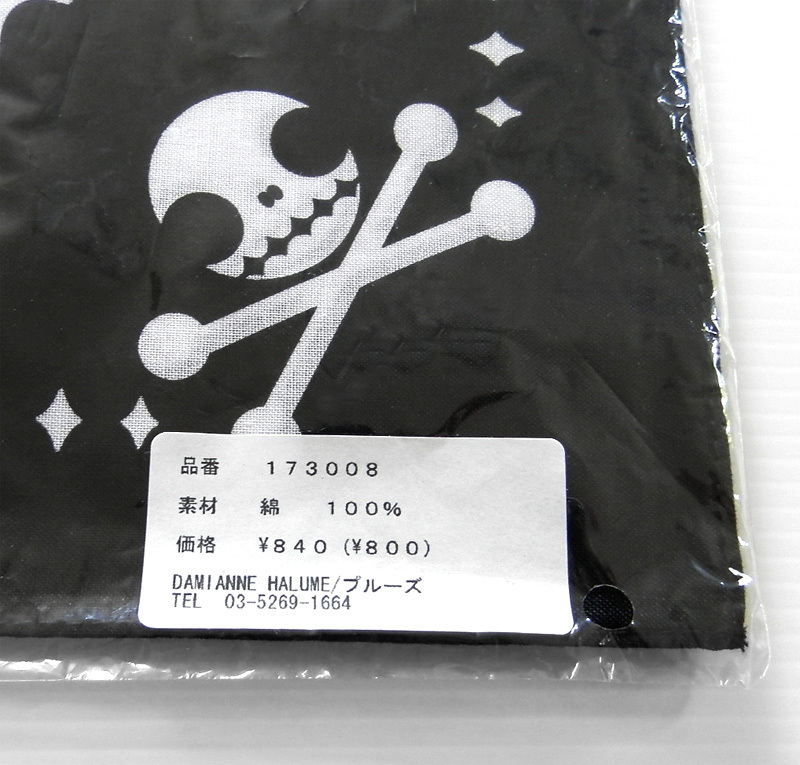 品番 173008
素材 綿 100%
価格 ¥840 (¥800)
DAMIANNE HALUME/プルーズ
TEL 03-5269-1664